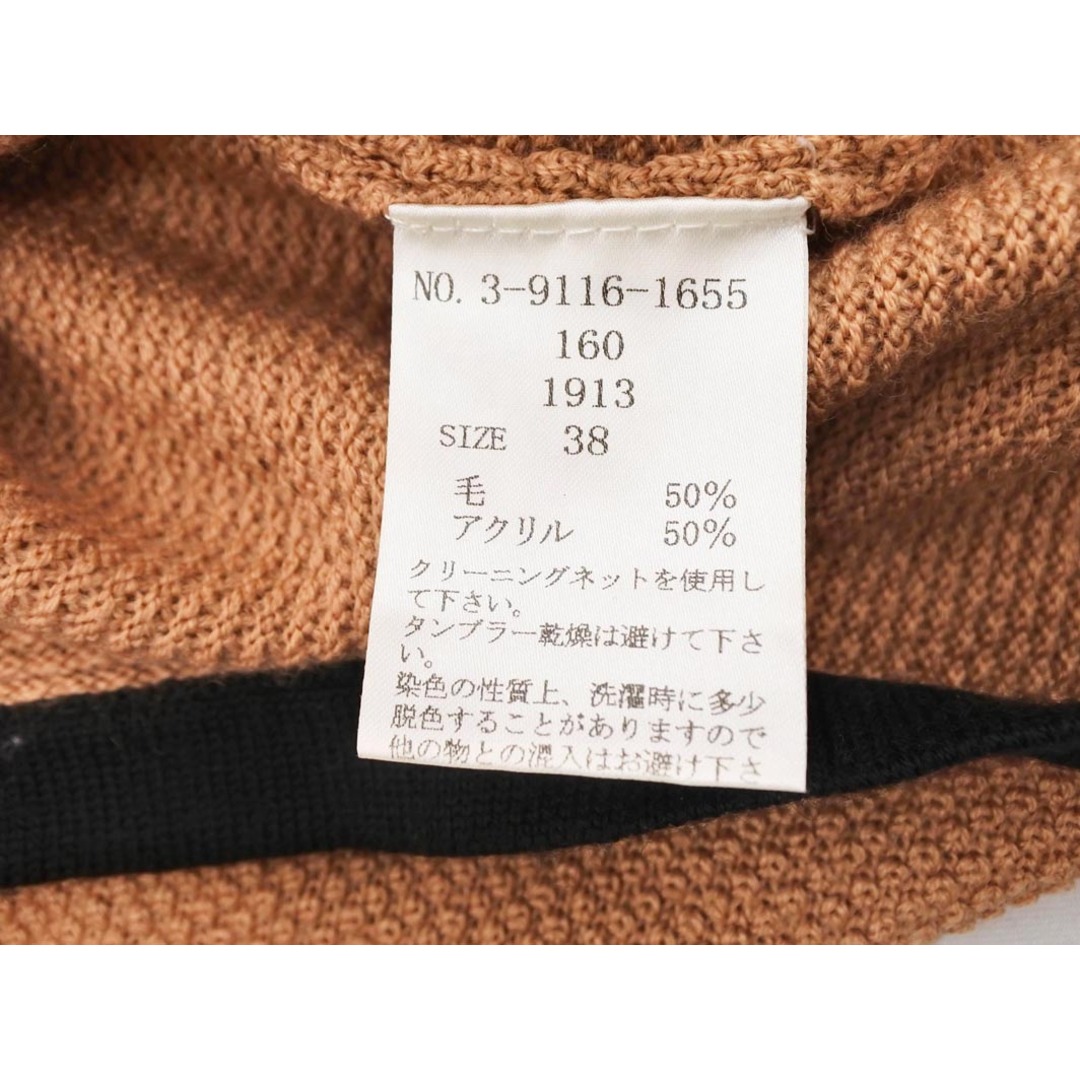 NO. 3-9116-1655
160
1913
SIZE 38
毛 50%
アクリル 50%
クリーニングネットを使用し
て下さい。
タンブラー乾燥は避けて下さ
い。
染色の性質上、洗濯時に多少
脱色することがありますので
他の物との混入はお避け下さ